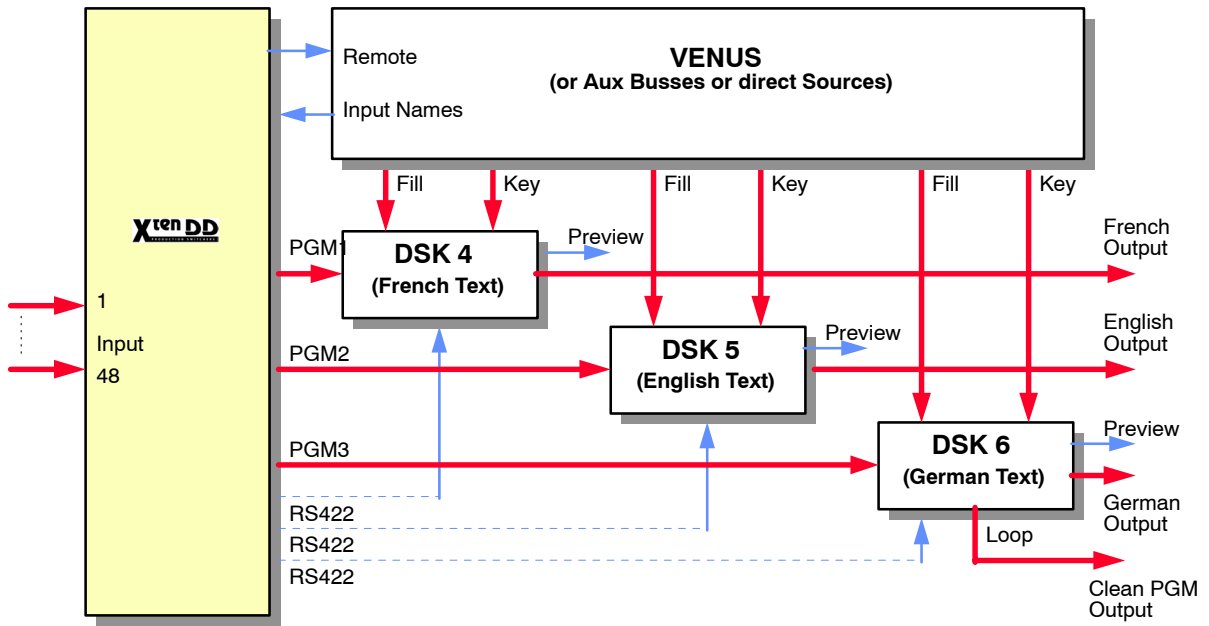 VENUS
(or Aux Busses or direct Sources)
Remote
Input Names
Fill
Key
Fill
Key
Fill
Key
Xten DD
PRODUCTION SWITCHERS
PGM1
DSK 4
(French Text)
Preview
French
Output
1
Input
48
PGM2
DSK 5
(English Text)
Preview
English
Output
PGM3
DSK 6
(German Text)
Preview
German
Output
RS422
RS422
RS422
Loop
Clean PGM
Output